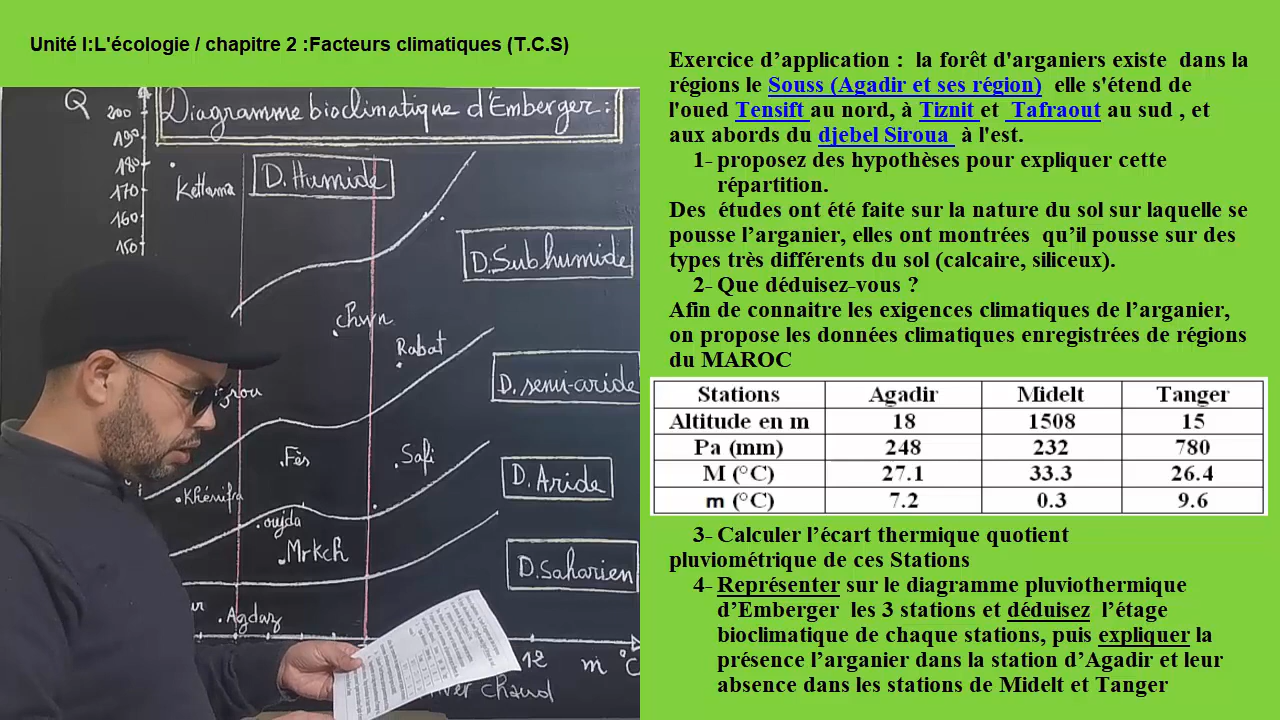 Unité I:L'écologie / chapitre 2 :Facteurs climatiques (T.C.S)
Q
Diagramme bioclimatique d'Emberger :
200
190
180
170
160
150
Kettama
D. Humide
D. Subhumide
chwn
Rabat
D. semi-aride
Fès
Safi
Khénifra
D. Aride
oujda
Mrkch
D. Saharien
Agdaz
12
m °C
chaud
Exercice d’application : la forêt d'arganiers existe dans la
régions le Souss (Agadir et ses région) elle s'étend de
l'oued Tensift au nord, à Tiznit et Tafraout au sud , et
aux abords du djebel Siroua à l'est.
1- proposez des hypothèses pour expliquer cette
répartition.
Des études ont été faite sur la nature du sol sur laquelle se
pousse l’arganier, elles ont montrées qu’il pousse sur des
types très différents du sol (calcaire, siliceux).
2- Que déduisez-vous ?
Afin de connaitre les exigences climatiques de l’arganier,
on propose les données climatiques enregistrées de régions
du MAROC
Stations Agadir Midelt Tanger
Altitude en m 18 1508 15
Pa (mm) 248 232 780
M (°C) 27.1 33.3 26.4
m (°C) 7.2 0.3 9.6
3- Calculer l’écart thermique quotient
pluviométrique de ces Stations
4- Représenter sur le diagramme pluviothermique
d’Emberger les 3 stations et déduisez l’étage
bioclimatique de chaque stations, puis expliquer la
présence l’arganier dans la station d’Agadir et leur
absence dans les stations de Midelt et Tanger